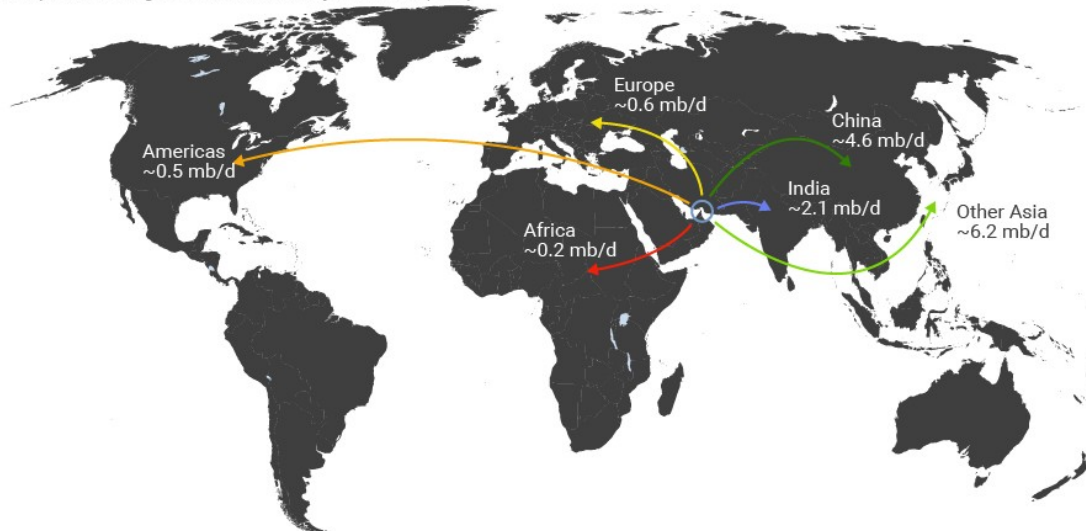 Europe
~0.6 mb/d
China
~4.6 mb/d
Americas
~0.5 mb/d
India
~2.1 mb/d
Other Asia
~6.2 mb/d
Africa
~0.2 mb/d